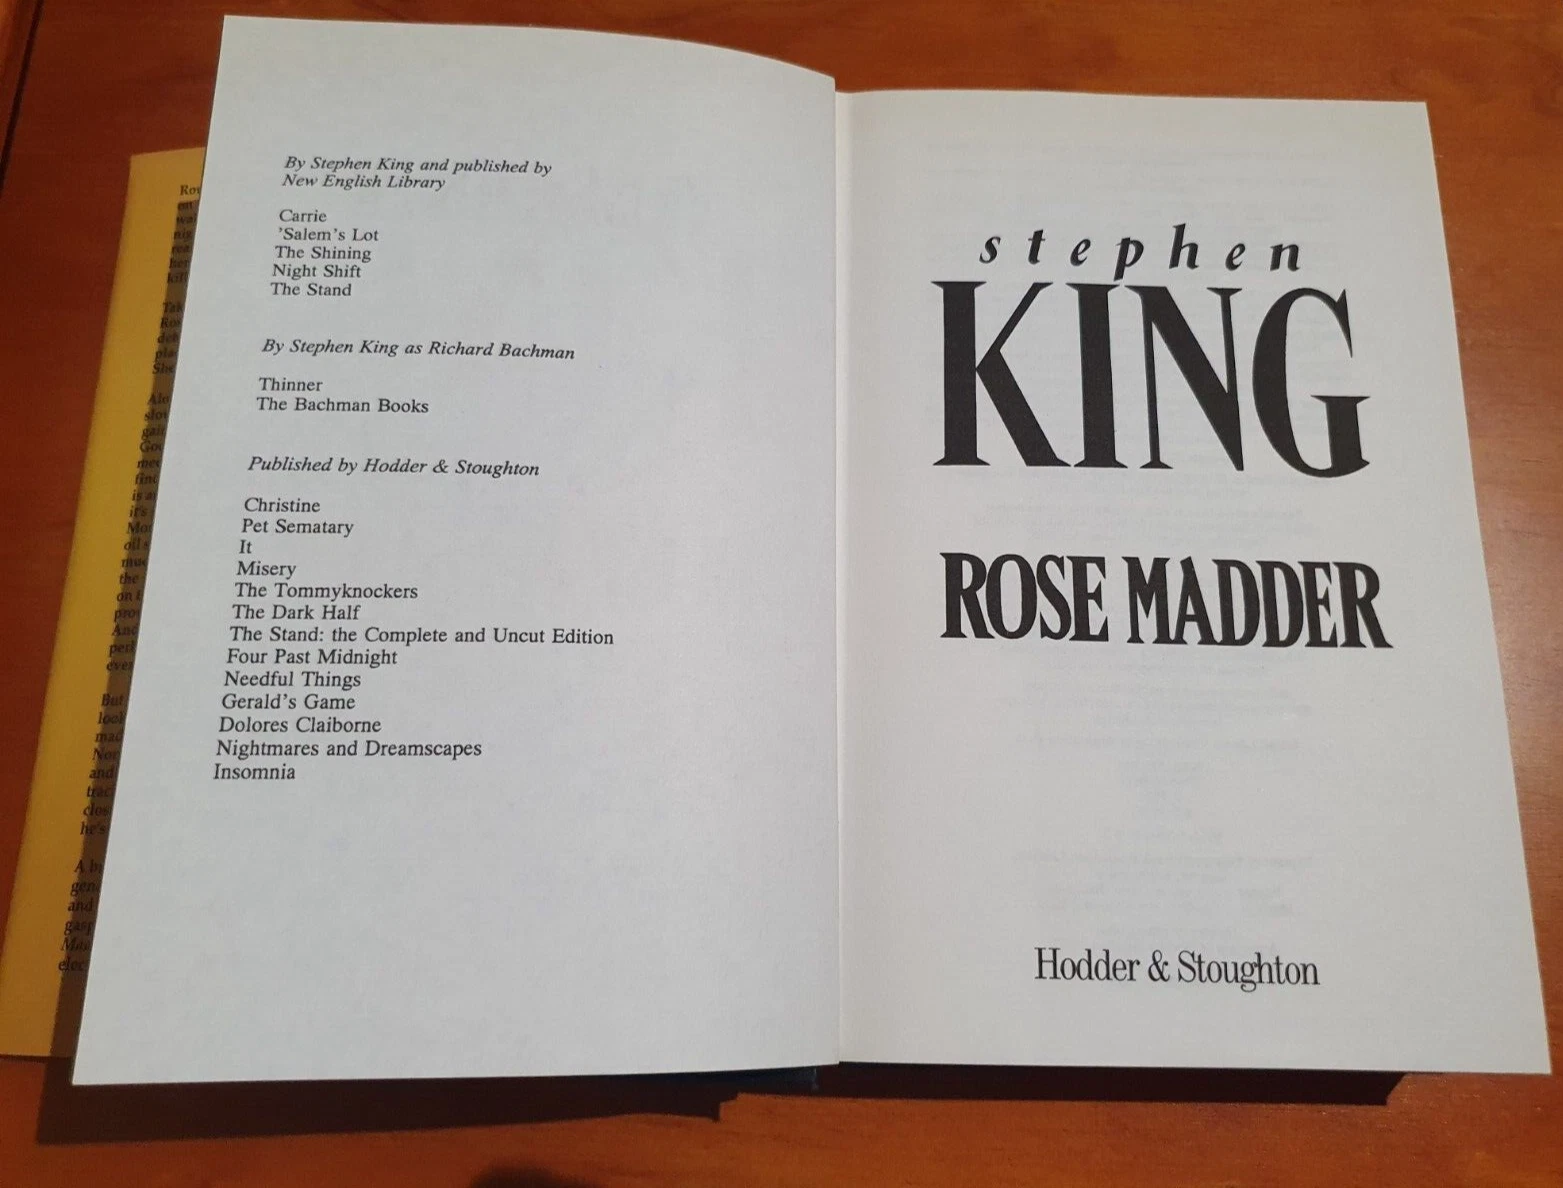 By Stephen King and published by
New English Library
Carrie
'Salem's Lot
The Shining
Night Shift
The Stand
By Stephen King as Richard Bachman
Thinner
The Bachman Books
Published by Hodder & Stoughton
Christine
Pet Sematary
It
Misery
The Tommyknockers
The Dark Half
The Stand: the Complete and Uncut Edition
Four Past Midnight
Needful Things
Gerald's Game
Dolores Claiborne
Nightmares and Dreamscapes
Insomnia
stephen
KING
ROSE MADDER
Hodder & Stoughton